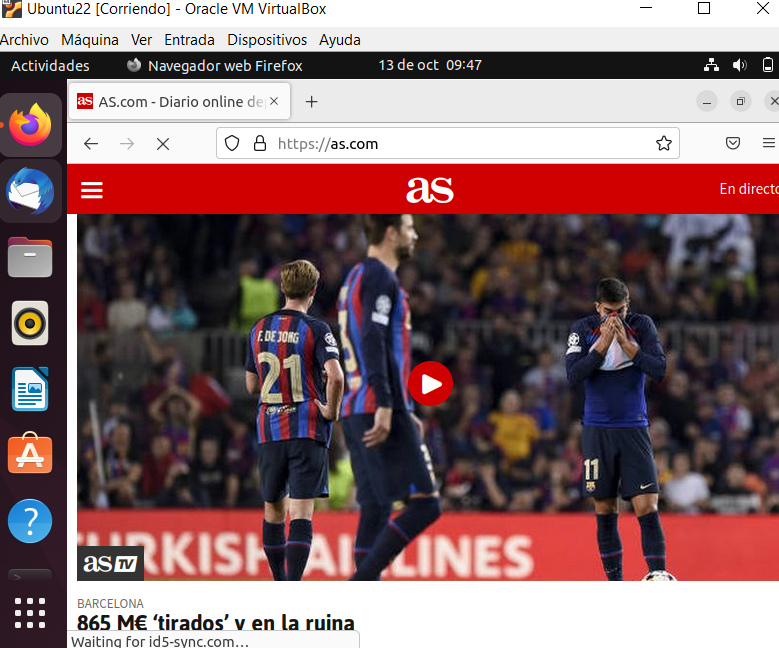 Ubuntu22 [Corriendo] - Oracle VM VirtualBox
Archivo Máquina Ver Entrada Dispositivos Ayuda
Actividades Navegador web Firefox 13 de oct 09:47
as AS.com - Diario online de
https://as.com
as En directo
F. DE JONG
21
11
TURKISH AIRLINES
as TV
BARCELONA
865 M€ ‘tirados’ y en la ruina
Waiting for id5-sync.com…